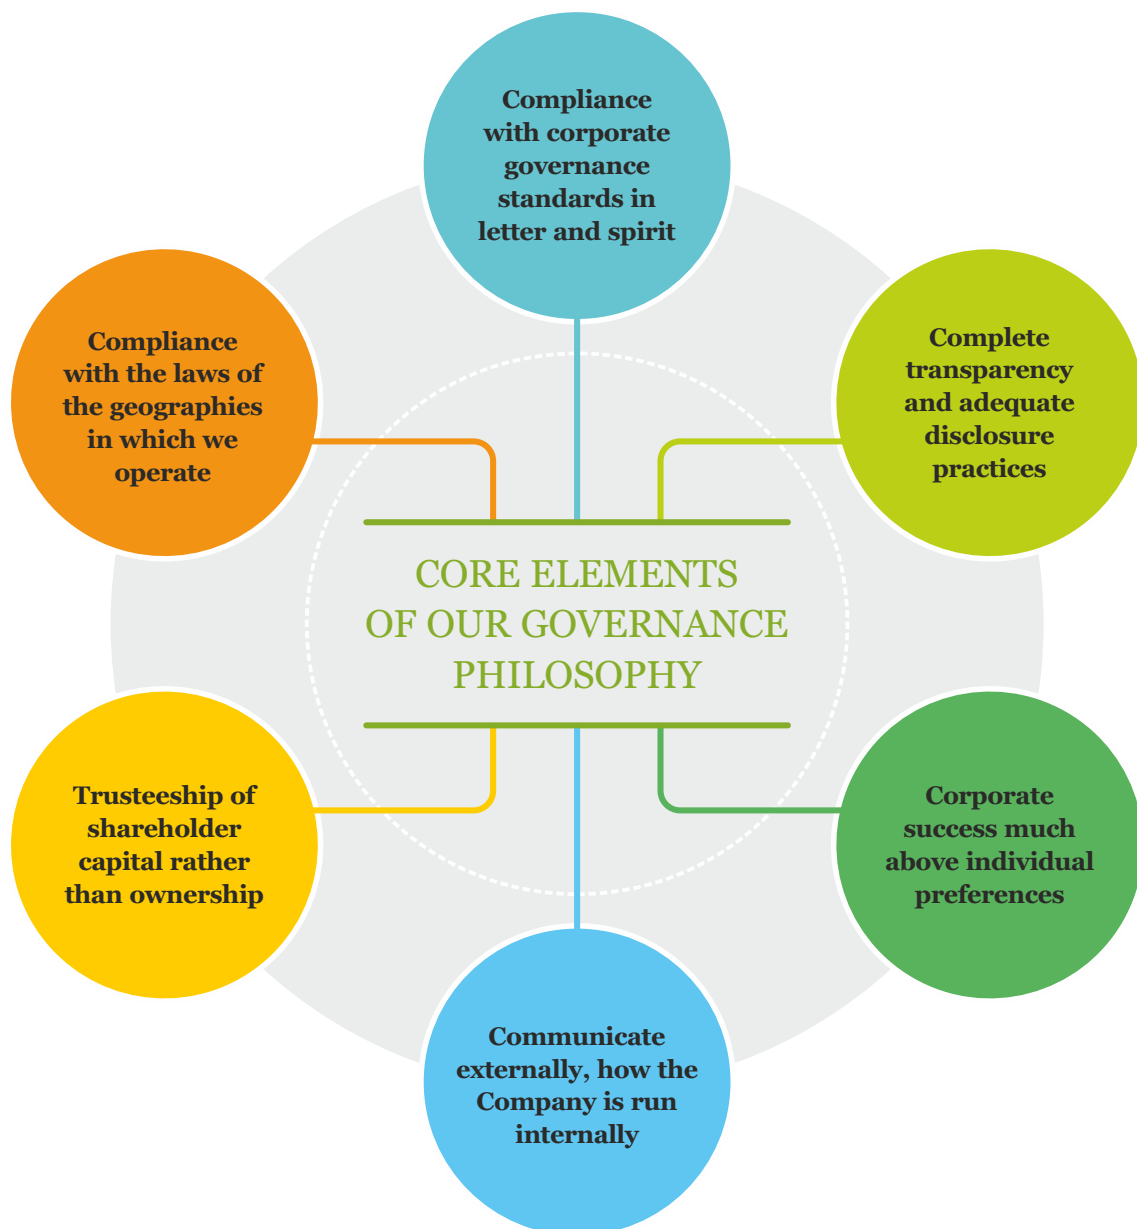 Compliance
with corporate
governance
standards in
letter and spirit
Complete
transparency
and adequate
disclosure
practices
Corporate
success much
above individual
preferences
Communicate
externally, how the
Company is run
internally
Trusteeship of
shareholder
capital rather
than ownership
Compliance
with the laws of
the geographies
in which we
operate
CORE ELEMENTS
OF OUR GOVERNANCE
PHILOSOPHY